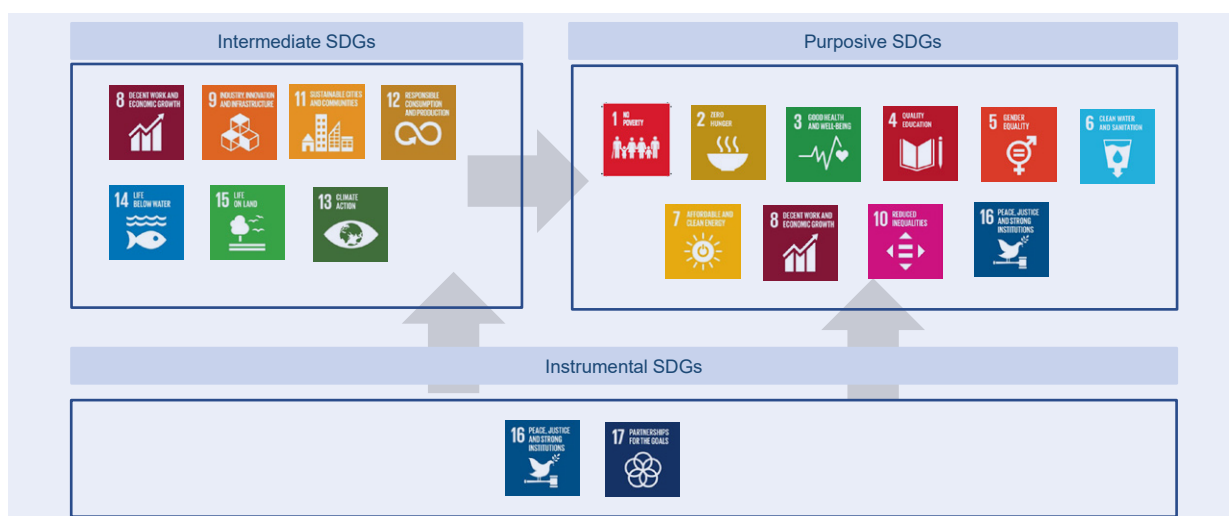 Intermediate SDGs
Purposive SDGs
8 DECENT WORK AND
ECONOMIC GROWTH
9 INDUSTRY, INNOVATION
AND INFRASTRUCTURE
11 SUSTAINABLE CITIES
AND COMMUNITIES
12 RESPONSIBLE
CONSUMPTION
AND PRODUCTION
14 LIFE
BELOW WATER
15 LIFE
ON LAND
13 CLIMATE
ACTION
1 NO
POVERTY
2 ZERO
HUNGER
3 GOOD HEALTH
AND WELL-BEING
4 QUALITY
EDUCATION
5 GENDER
EQUALITY
6 CLEAN WATER
AND SANITATION
7 AFFORDABLE AND
CLEAN ENERGY
8 DECENT WORK AND
ECONOMIC GROWTH
10 REDUCED
INEQUALITIES
16 PEACE, JUSTICE
AND STRONG
INSTITUTIONS
Instrumental SDGs
16 PEACE, JUSTICE
AND STRONG
INSTITUTIONS
17 PARTNERSHIPS
FOR THE GOALS